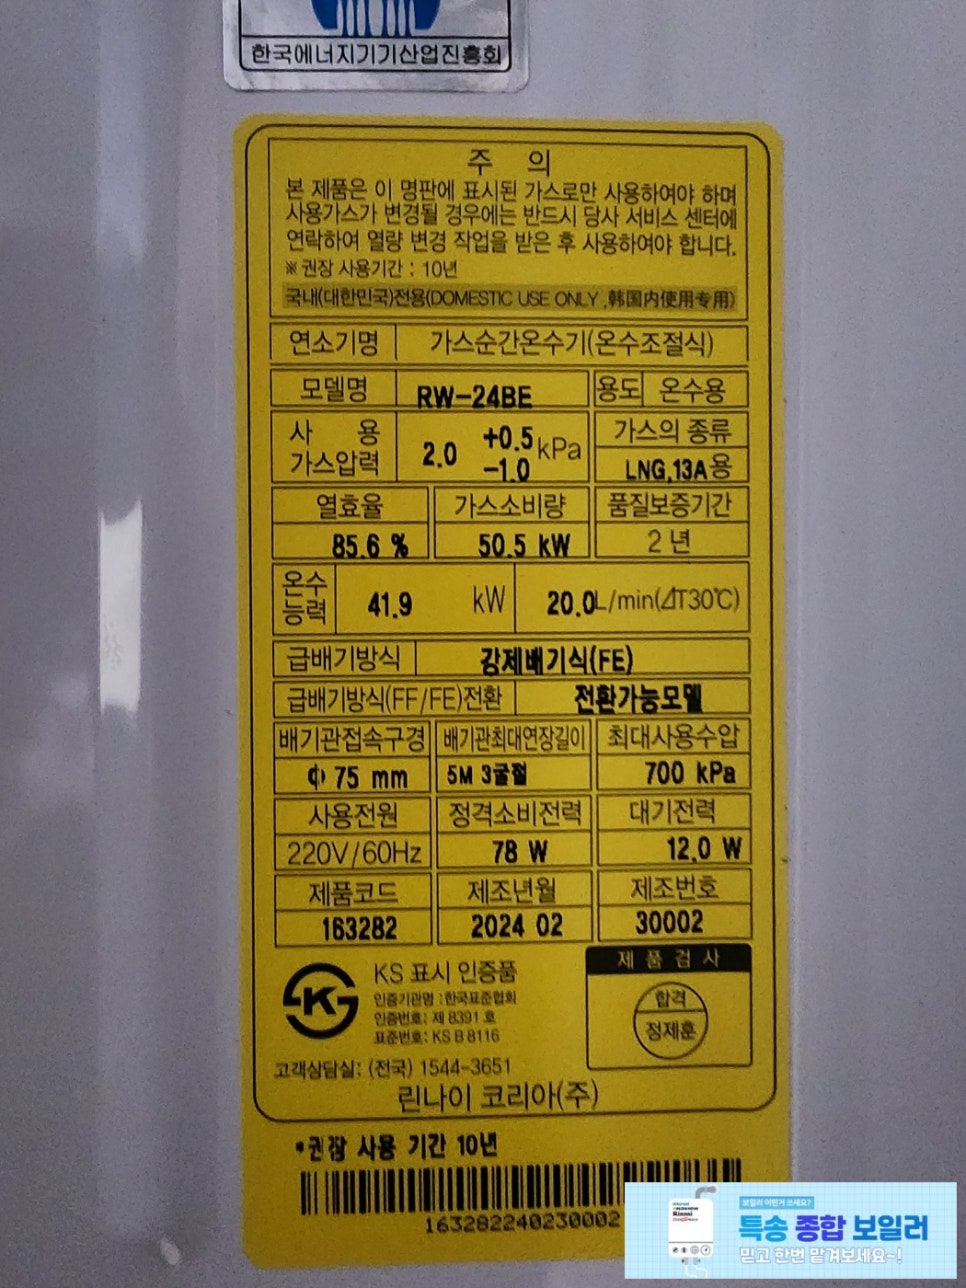 한국에너지기기산업진흥회
주 의
본 제품은 이 명판에 표시된 가스로만 사용하여야 하며
사용가스가 변경될 경우에는 반드시 당사 서비스 센터에
연락하여 열량 변경 작업을 받은 후 사용하여야 합니다.
※ 권장 사용기간 : 10년
국내(대한민국)전용(DOMESTIC USE ONLY ,韩国内使用专用)
연소기명 가스순간온수기(온수조절식)
모델명 RW-24BE 용도 온수용
사 용 가스압력 2.0 +0.5 -1.0 kPa
가스의 종류
LNG,13A용
열효율 가스소비량 품질보증기간
85.6 % 50.5 kW 2 년
온수 능력 41.9 kW 20.0L/min(⊿T30℃)
급배기방식 강제배기식(FE)
급배기방식(FF/FE)전환 전환가능모델
배기관접속구경 배기관최대연장길이 최대사용수압
Φ 75 mm 5M 3굴절 700 kPa
사용전원 정격소비전력 대기전력
220V/60Hz 78 W 12.0 W
제품코드 제조년월 제조번호
163282 2024 02 30002
KS 표시 인증품
인증기관명 : 한국표준협회
인증번호: 제 8391 호
표준번호: KS B 8116
제 품 검 사
합격
정제훈
고객상담실: (전국) 1544-3651
린나이 코리아(주)
*권장 사용 기간 10년
163282240230002
보일러 어떤거 쓰세요?
Rinnai
특송 종합 보일러
믿고 한번 맡겨보세요~!